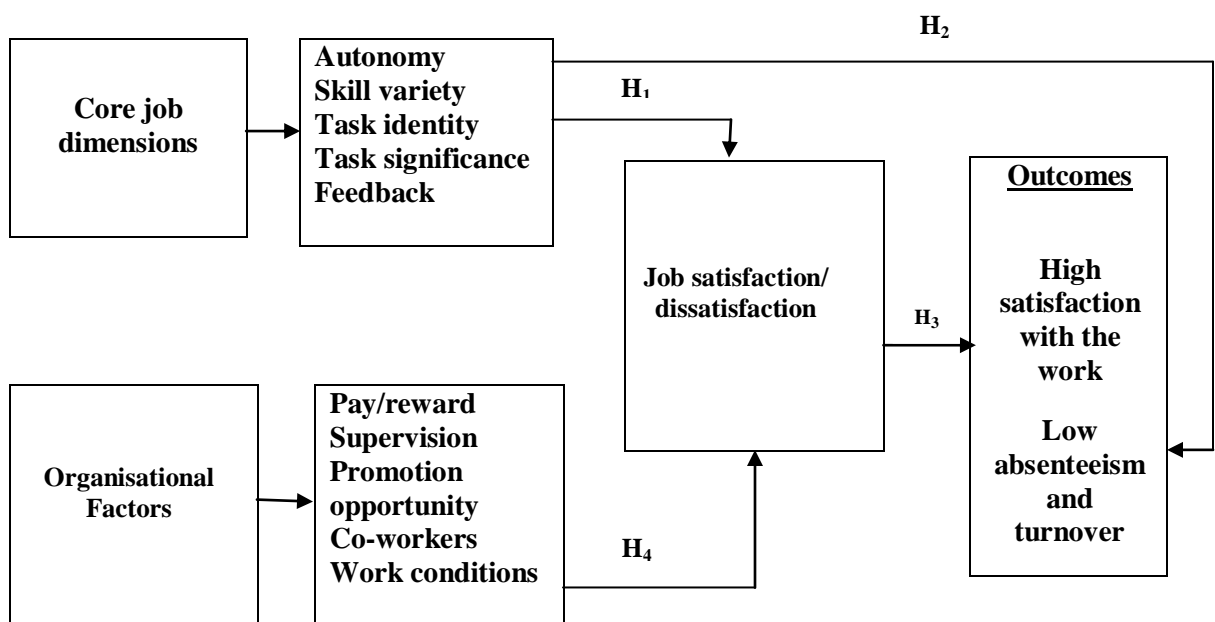 H₂
Core job
dimensions
Autonomy
Skill variety
Task identity
Task significance
Feedback
H₁
Job satisfaction/
dissatisfaction
H₃
Outcomes
High
satisfaction
with the
work
Low
absenteeism
and
turnover
Organisational
Factors
Pay/reward
Supervision
Promotion
opportunity
Co-workers
Work conditions
H₄